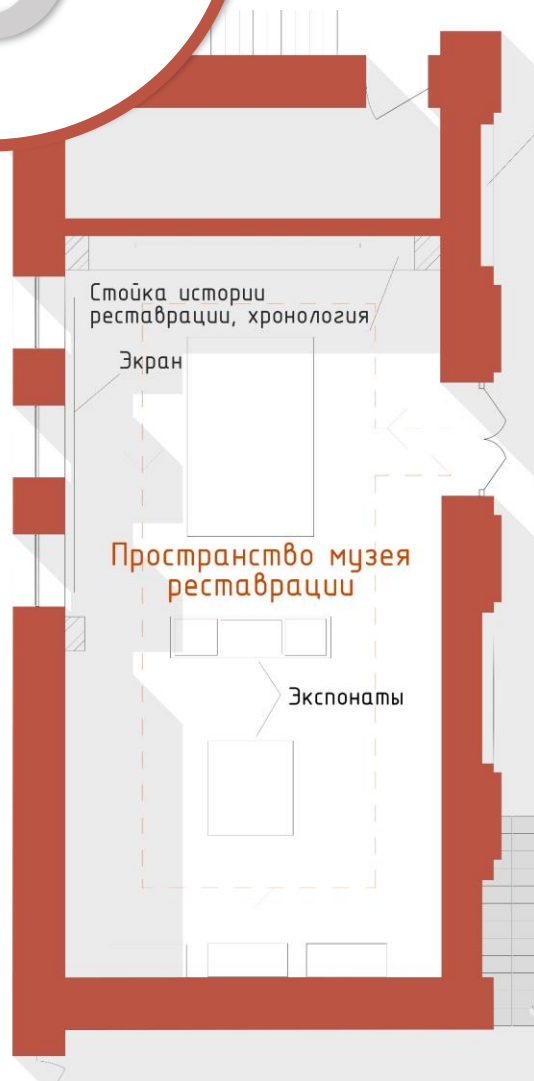 Стойка истории
реставрации, хронология
Экран
Пространство музея
реставрации
Экспонаты